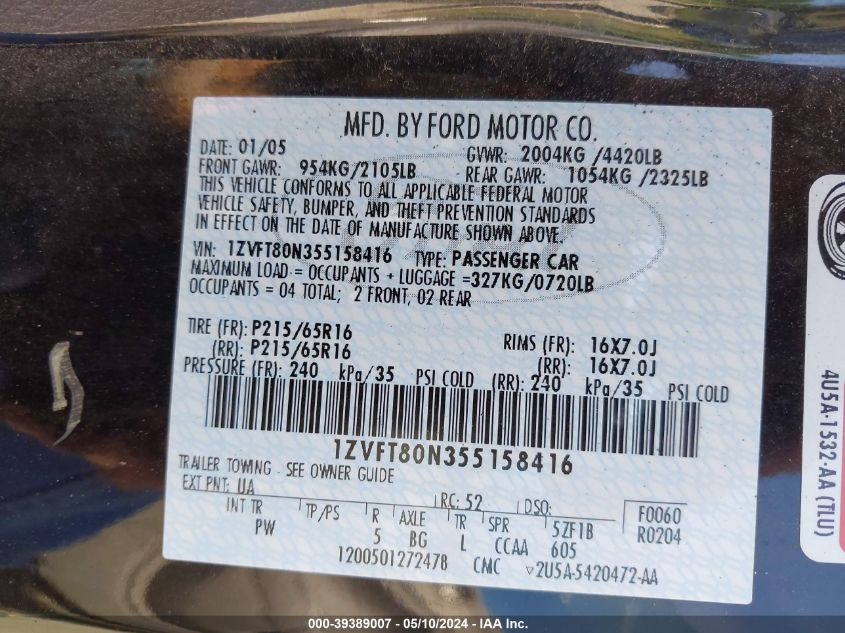 MFD. BY FORD MOTOR CO.
DATE: 01/05 GVWR: 2004KG /4420LB
FRONT GAWR: 954KG/2105LB REAR GAWR: 1054KG /2325LB
THIS VEHICLE CONFORMS TO ALL APPLICABLE FEDERAL MOTOR
VEHICLE SAFETY, BUMPER, AND THEFT PREVENTION STANDARDS
IN EFFECT ON THE DATE OF MANUFACTURE SHOWN ABOVE.
VIN: 1ZVFT80N355158416 TYPE: PASSENGER CAR
MAXIMUM LOAD = OCCUPANTS + LUGGAGE =327KG/0720LB
OCCUPANTS = 04 TOTAL; 2 FRONT, 02 REAR
TIRE (FR): P215/65R16 RIMS (FR): 16X7.0J
(RR): P215/65R16 (RR): 16X7.0J
PRESSURE (FR): 240 kPa/35 PSI COLD (RR): 240 kPa/35 PSI COLD
1ZVFT80N355158416
TRAILER TOWING - SEE OWNER GUIDE
EXT PNT: UA RC: 52 DSO: F0060
INT TR TP/PS R AXLE TR SPR 5ZF1B R0204
PW 5 BG L CCAA 605
1200501272478 CMC ▽2U5A-5420472-AA
4U5A-1532-AA (TLU)
000-39389007 - 05/10/2024 - IAA Inc.